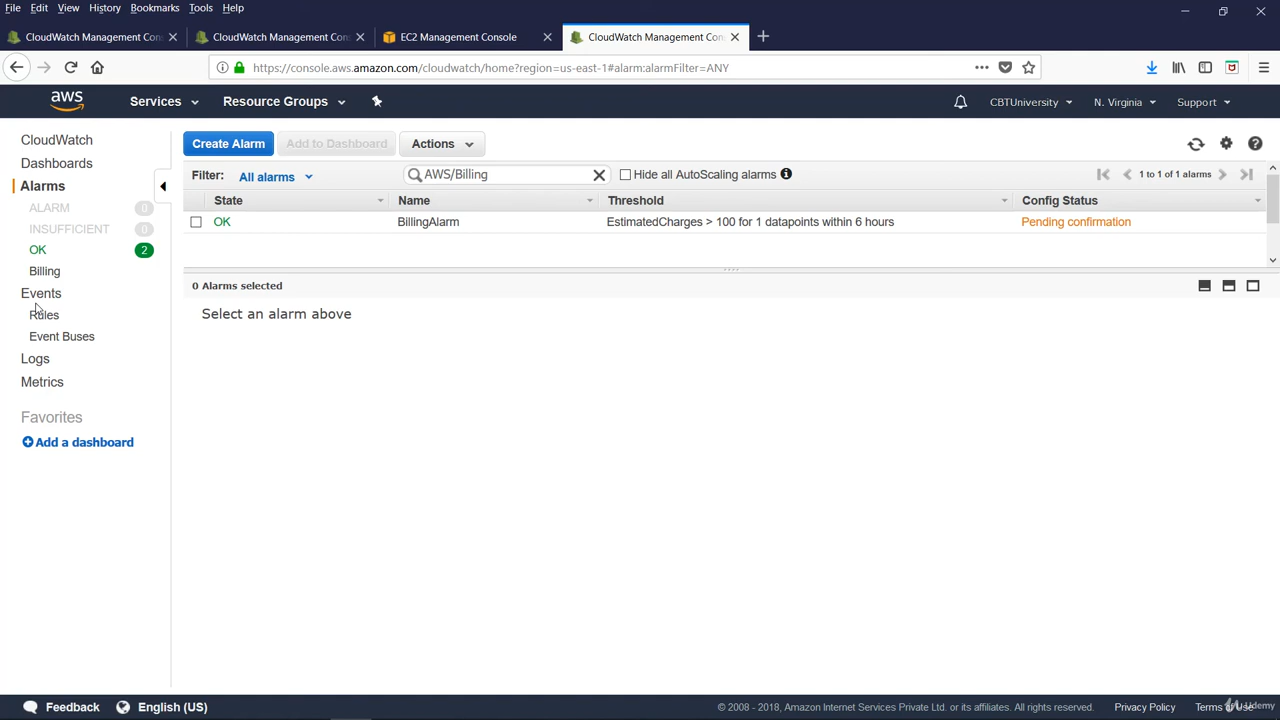 File Edit View History Bookmarks Tools Help
CloudWatch Management Con
CloudWatch Management Con
EC2 Management Console
CloudWatch Management Con
https://console.aws.amazon.com/cloudwatch/home?region=us-east-1#alarm:alarmFilter=ANY
aws Services Resource Groups CBTUniversity N. Virginia Support
CloudWatch
Dashboards
Alarms
ALARM 0
INSUFFICIENT 0
OK 2
Billing
Events
Rules
Event Buses
Logs
Metrics
Favorites
Add a dashboard
Create Alarm Add to Dashboard Actions
Filter: All alarms AWS/Billing Hide all AutoScaling alarms 1 to 1 of 1 alarms
State Name Threshold Config Status
OK BillingAlarm EstimatedCharges > 100 for 1 datapoints within 6 hours Pending confirmation
0 Alarms selected
Select an alarm above
Feedback English (US) © 2008 - 2018, Amazon Internet Services Private Ltd. or its affiliates. All rights reserved. Privacy Policy Terms of Use
Udemy